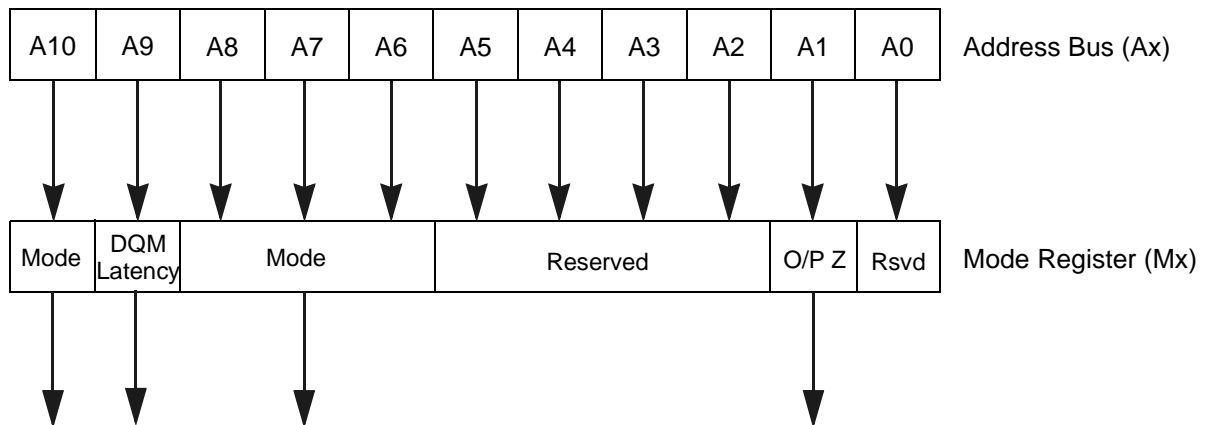 A10 A9 A8 A7 A6 A5 A4 A3 A2 A1 A0 Address Bus (Ax)
Mode DQM Latency Mode Reserved O/P Z Rsvd Mode Register (Mx)